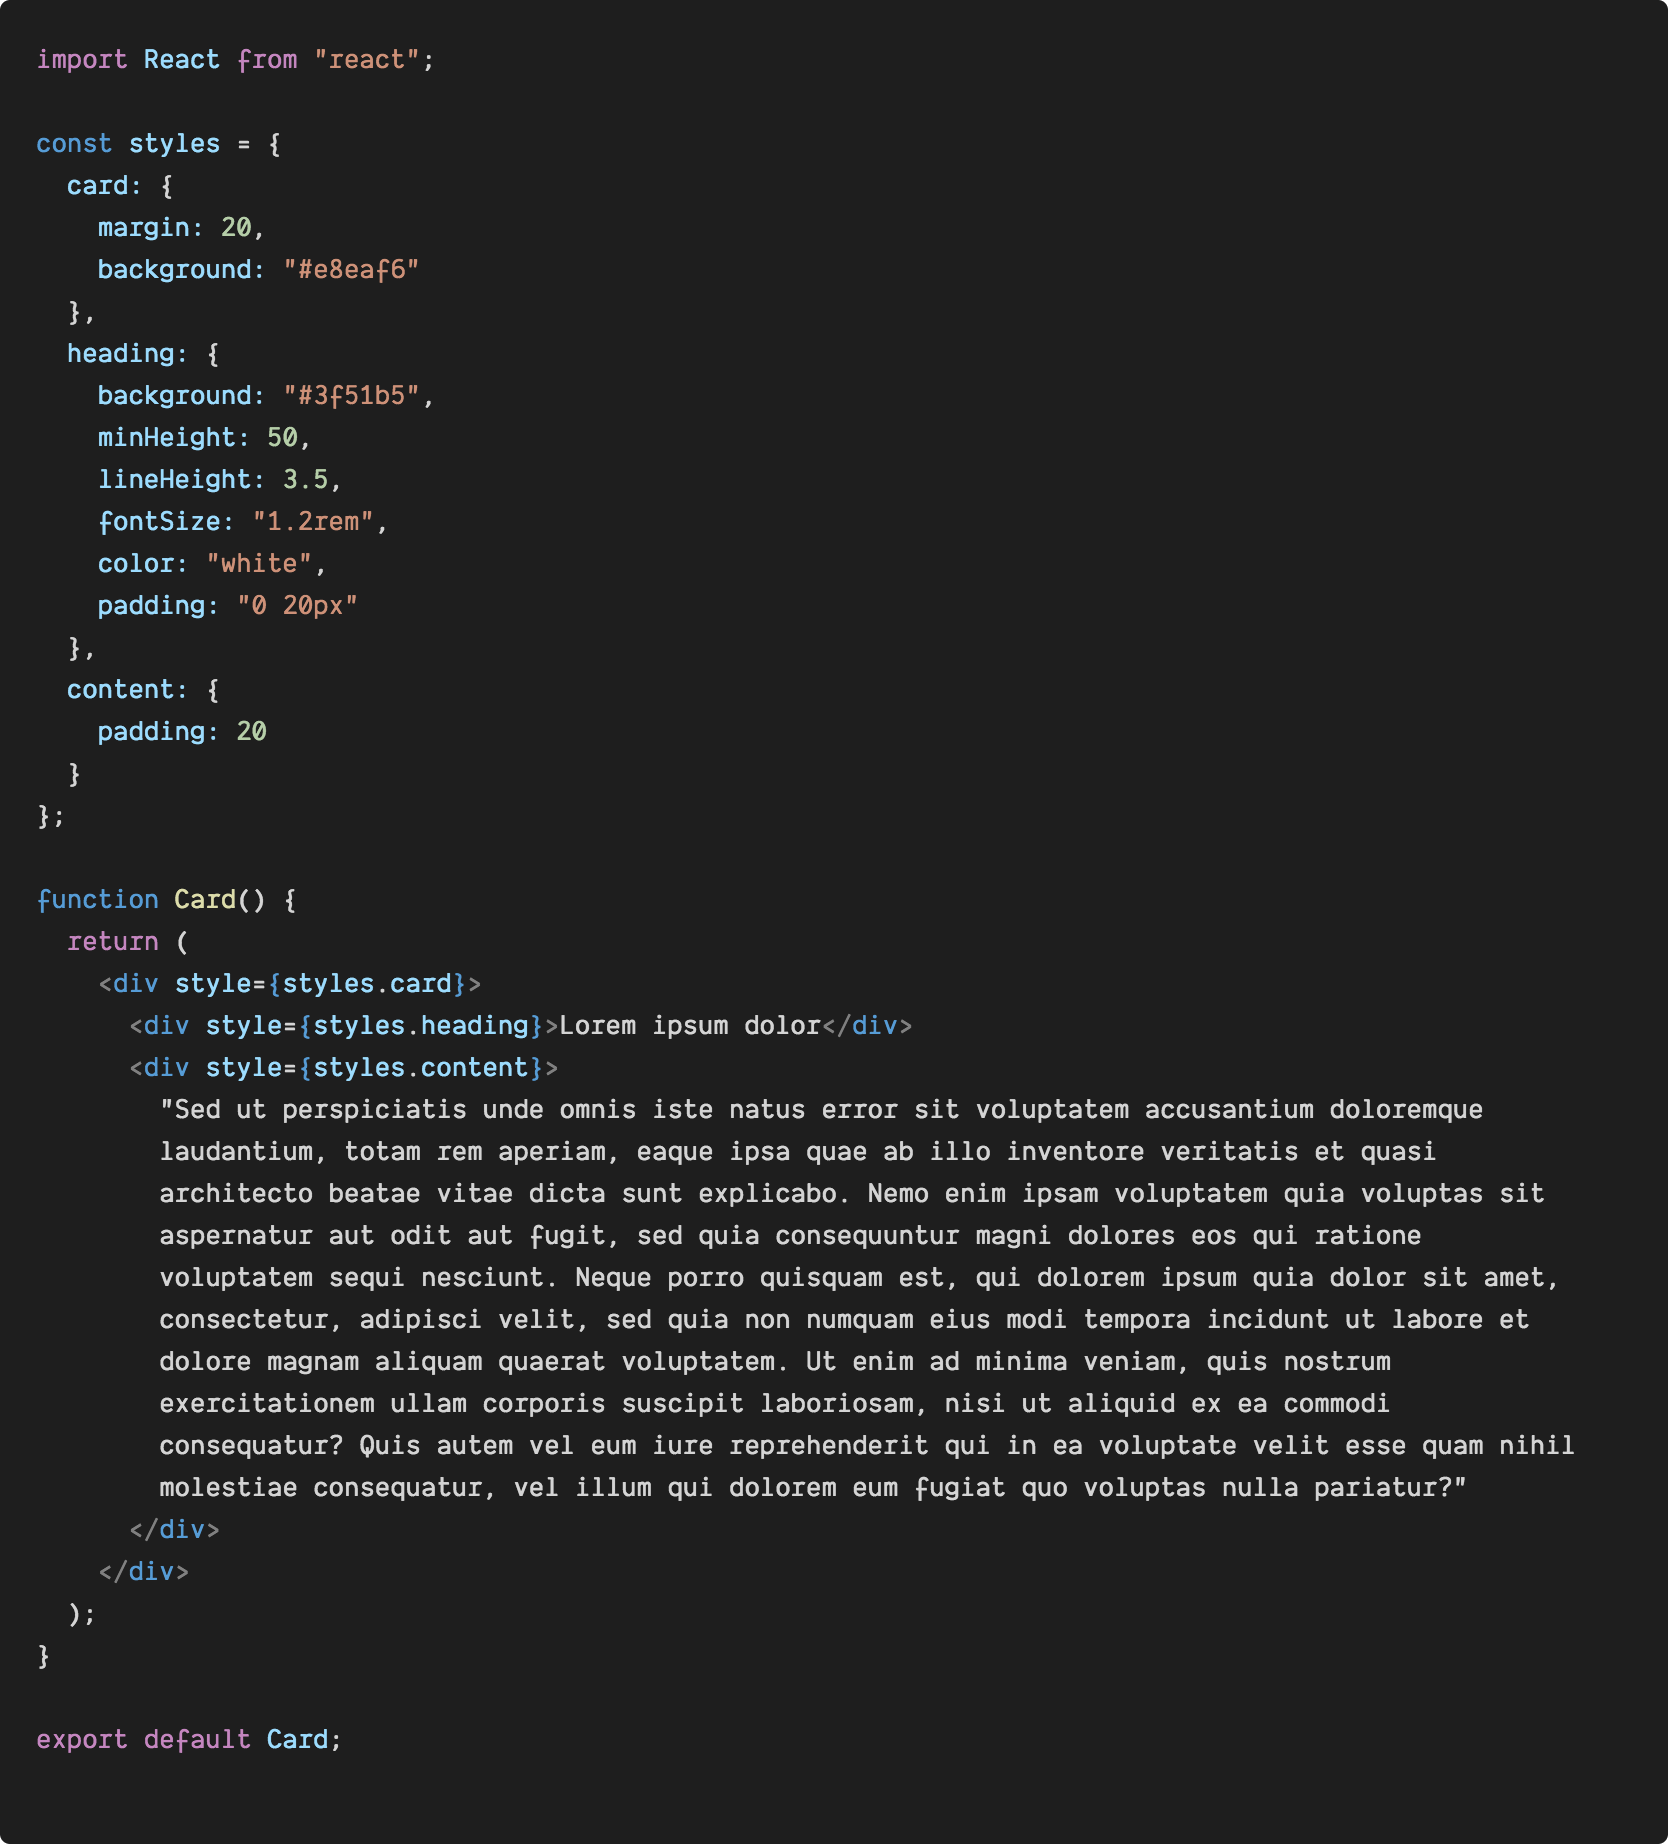 import React from "react";

const styles = {
  card: {
    margin: 20,
    background: "#e8eaf6"
  },
  heading: {
    background: "#3f51b5",
    minHeight: 50,
    lineHeight: 3.5,
    fontSize: "1.2rem",
    color: "white",
    padding: "0 20px"
  },
  content: {
    padding: 20
  }
};

function Card() {
  return (
    <div style={styles.card}>
      <div style={styles.heading}>Lorem ipsum dolor</div>
      <div style={styles.content}>
        "Sed ut perspiciatis unde omnis iste natus error sit voluptatem accusantium doloremque
        laudantium, totam rem aperiam, eaque ipsa quae ab illo inventore veritatis et quasi
        architecto beatae vitae dicta sunt explicabo. Nemo enim ipsam voluptatem quia voluptas sit
        aspernatur aut odit aut fugit, sed quia consequuntur magni dolores eos qui ratione
        voluptatem sequi nesciunt. Neque porro quisquam est, qui dolorem ipsum quia dolor sit amet,
        consectetur, adipisci velit, sed quia non numquam eius modi tempora incidunt ut labore et
        dolore magnam aliquam quaerat voluptatem. Ut enim ad minima veniam, quis nostrum
        exercitationem ullam corporis suscipit laboriosam, nisi ut aliquid ex ea commodi
        consequatur? Quis autem vel eum iure reprehenderit qui in ea voluptate velit esse quam nihil
        molestiae consequatur, vel illum qui dolorem eum fugiat quo voluptas nulla pariatur?"
      </div>
    </div>
  );
}

export default Card;